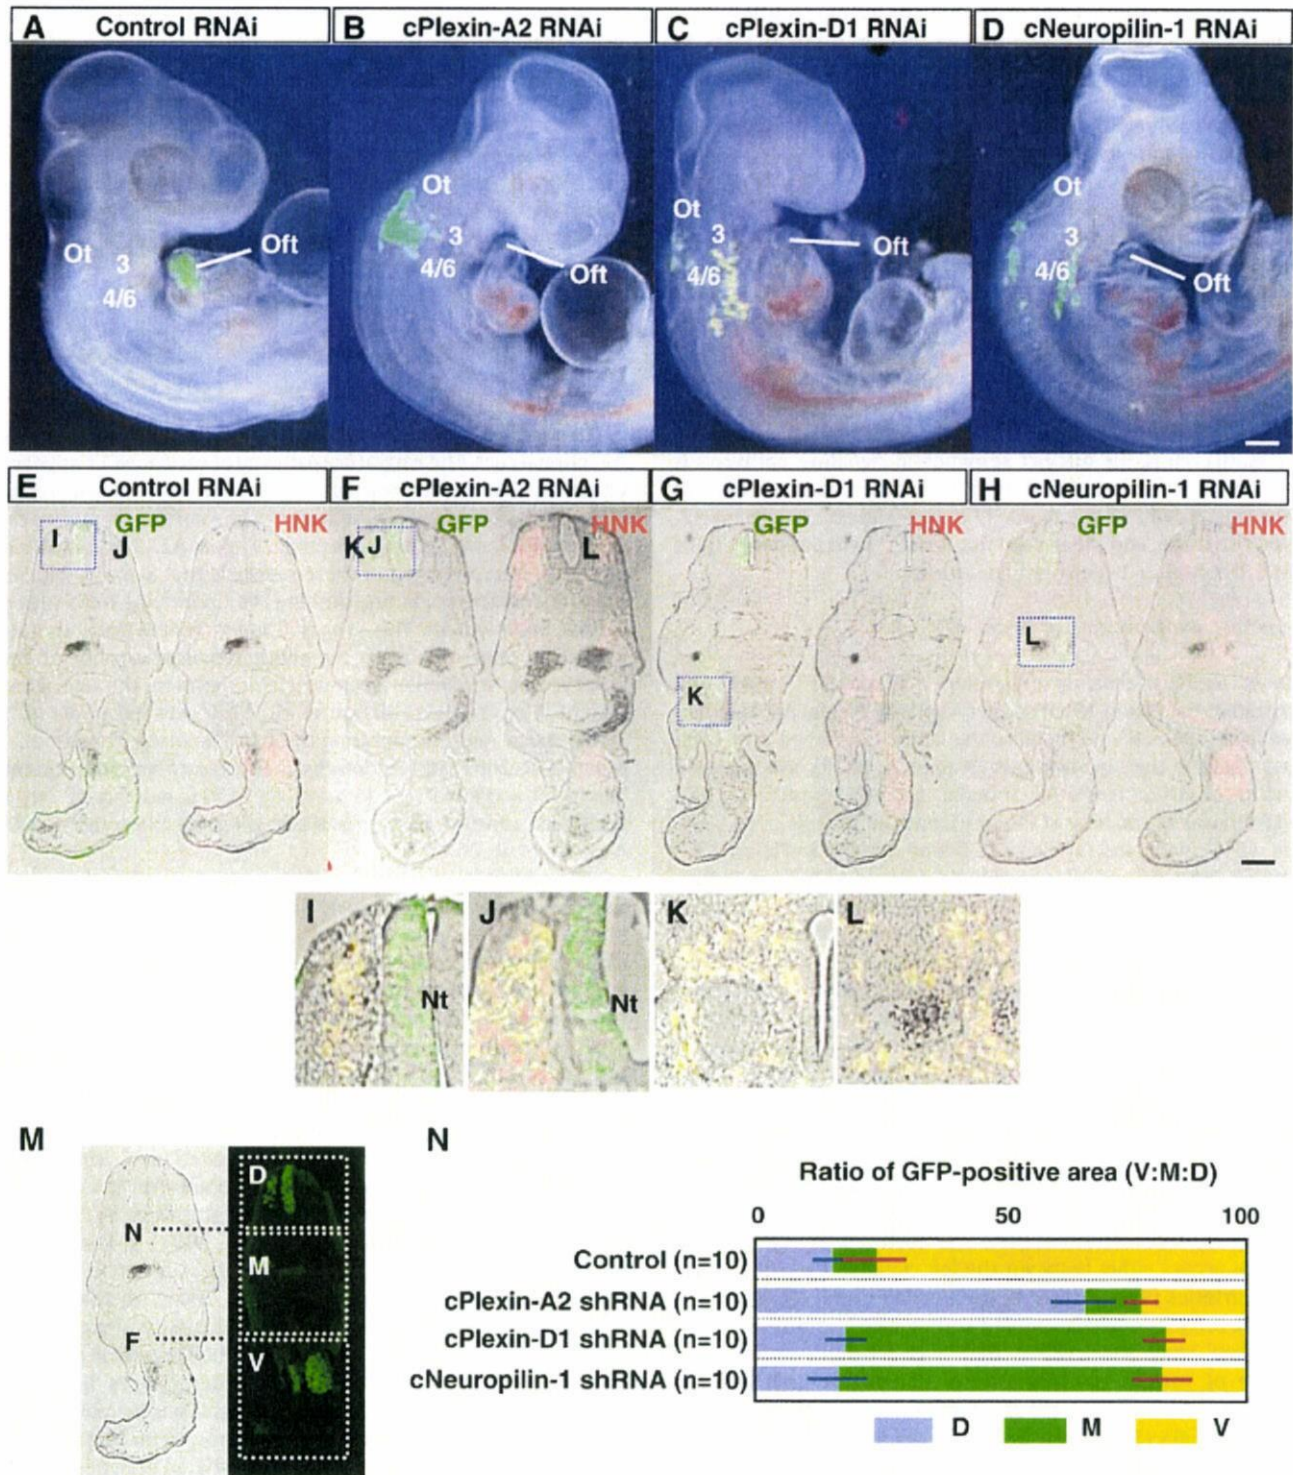 A Control RNAi B cPlexin-A2 RNAi C cPlexin-D1 RNAi D cNeuropilin-1 RNAi
Ot 3 4/6 Oft
Ot 3 4/6 Oft
Ot 3 4/6 Oft
Ot 3 4/6 Oft
E Control RNAi F cPlexin-A2 RNAi G cPlexin-D1 RNAi H cNeuropilin-1 RNAi
GFP HNK GFP HNK GFP HNK GFP HNK
I J K J L
L
K
I J K L
Nt Nt
M N
Ratio of GFP-positive area (V:M:D)
0 50 100
D
N
M
F
V
Control (n=10)
cPlexin-A2 shRNA (n=10)
cPlexin-D1 shRNA (n=10)
cNeuropilin-1 shRNA (n=10)
D M V